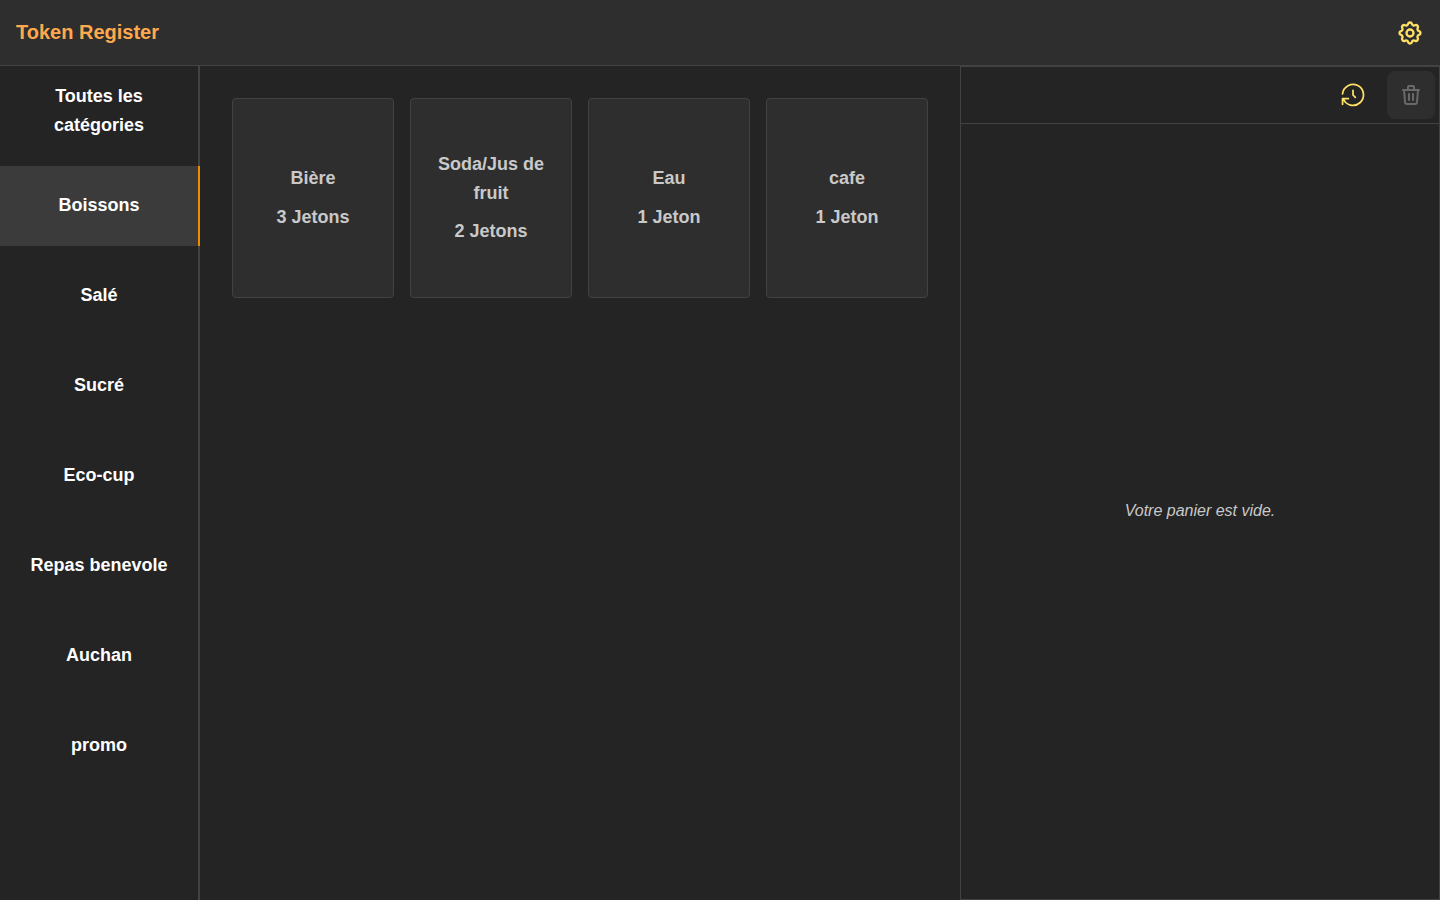 Token Register
Toutes les
catégories
Boissons
Salé
Sucré
Eco-cup
Repas benevole
Auchan
promo
Bière
3 Jetons
Soda/Jus de
fruit
2 Jetons
Eau
1 Jeton
cafe
1 Jeton
Votre panier est vide.